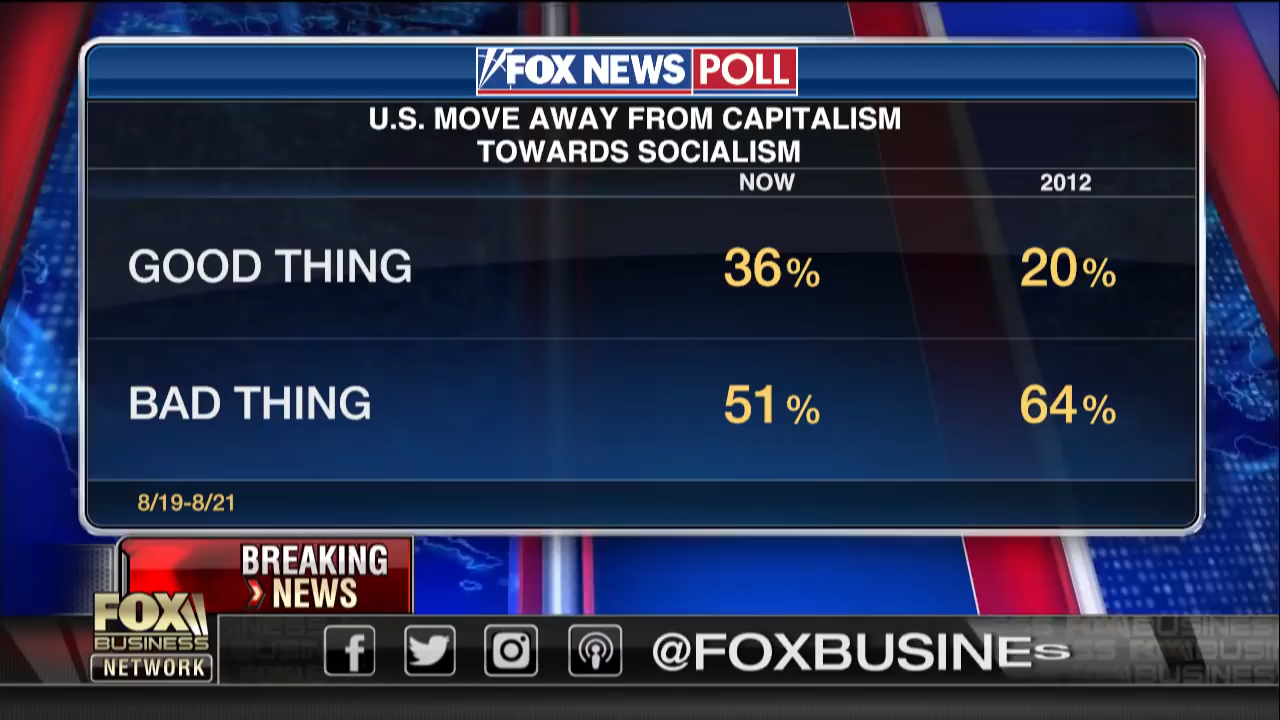 FOX NEWS POLL
U.S. MOVE AWAY FROM CAPITALISM
TOWARDS SOCIALISM
NOW 2012
GOOD THING 36% 20%
BAD THING 51% 64%
8/19-8/21
BREAKING
NEWS
FOX
BUSINESS
NETWORK
@FOXBUSINES